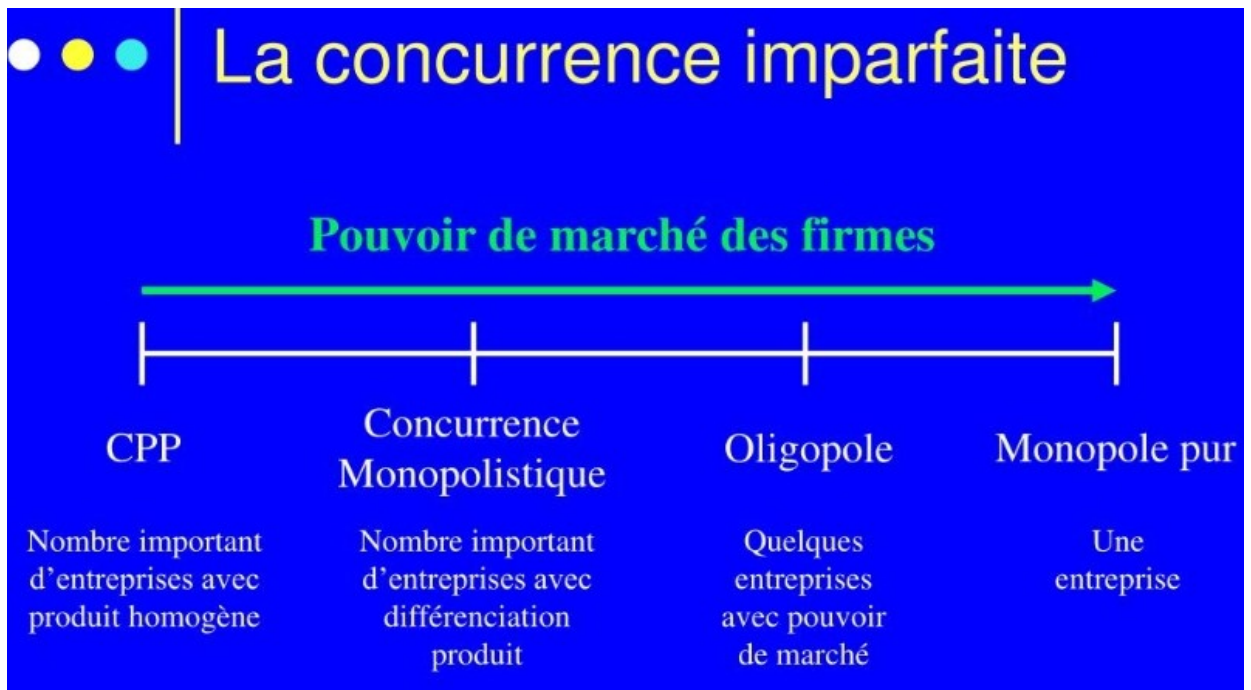 La concurrence imparfaite
Pouvoir de marché des firmes
CPP
Nombre important
d'entreprises avec
produit homogène
Concurrence
Monopolistique
Nombre important
d'entreprises avec
différenciation
produit
Oligopole
Quelques
entreprises
avec pouvoir
de marché
Monopole pur
Une
entreprise